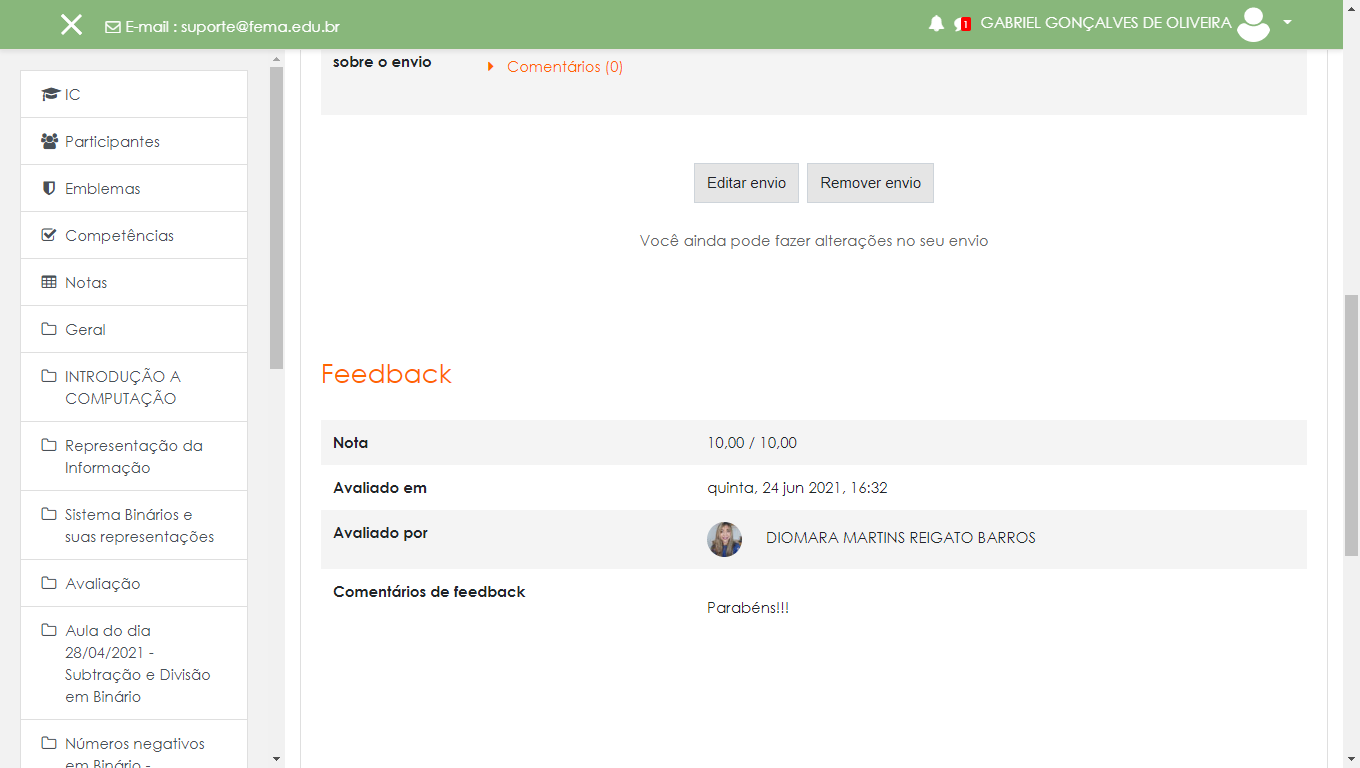 E-mail : suporte@fema.edu.br
1
GABRIEL GONÇALVES DE OLIVEIRA
IC
Participantes
Emblemas
Competências
Notas
Geral
INTRODUÇÃO A
COMPUTAÇÃO
Representação da
Informação
Sistema Binários e
suas representações
Avaliação
Aula do dia
28/04/2021 -
Subtração e Divisão
em Binário
Números negativos
em Binário -
sobre o envio
Comentários (0)
Editar envio
Remover envio
Você ainda pode fazer alterações no seu envio
Feedback
Nota
10,00 / 10,00
Avaliado em
quinta, 24 jun 2021, 16:32
Avaliado por
DIOMARA MARTINS REIGATO BARROS
Comentários de feedback
Parabéns!!!